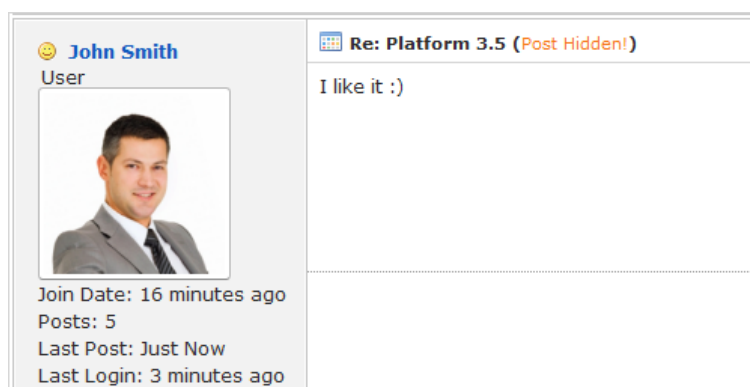 John Smith
User
Join Date: 16 minutes ago
Posts: 5
Last Post: Just Now
Last Login: 3 minutes ago
Re: Platform 3.5 (Post Hidden!)
I like it :)